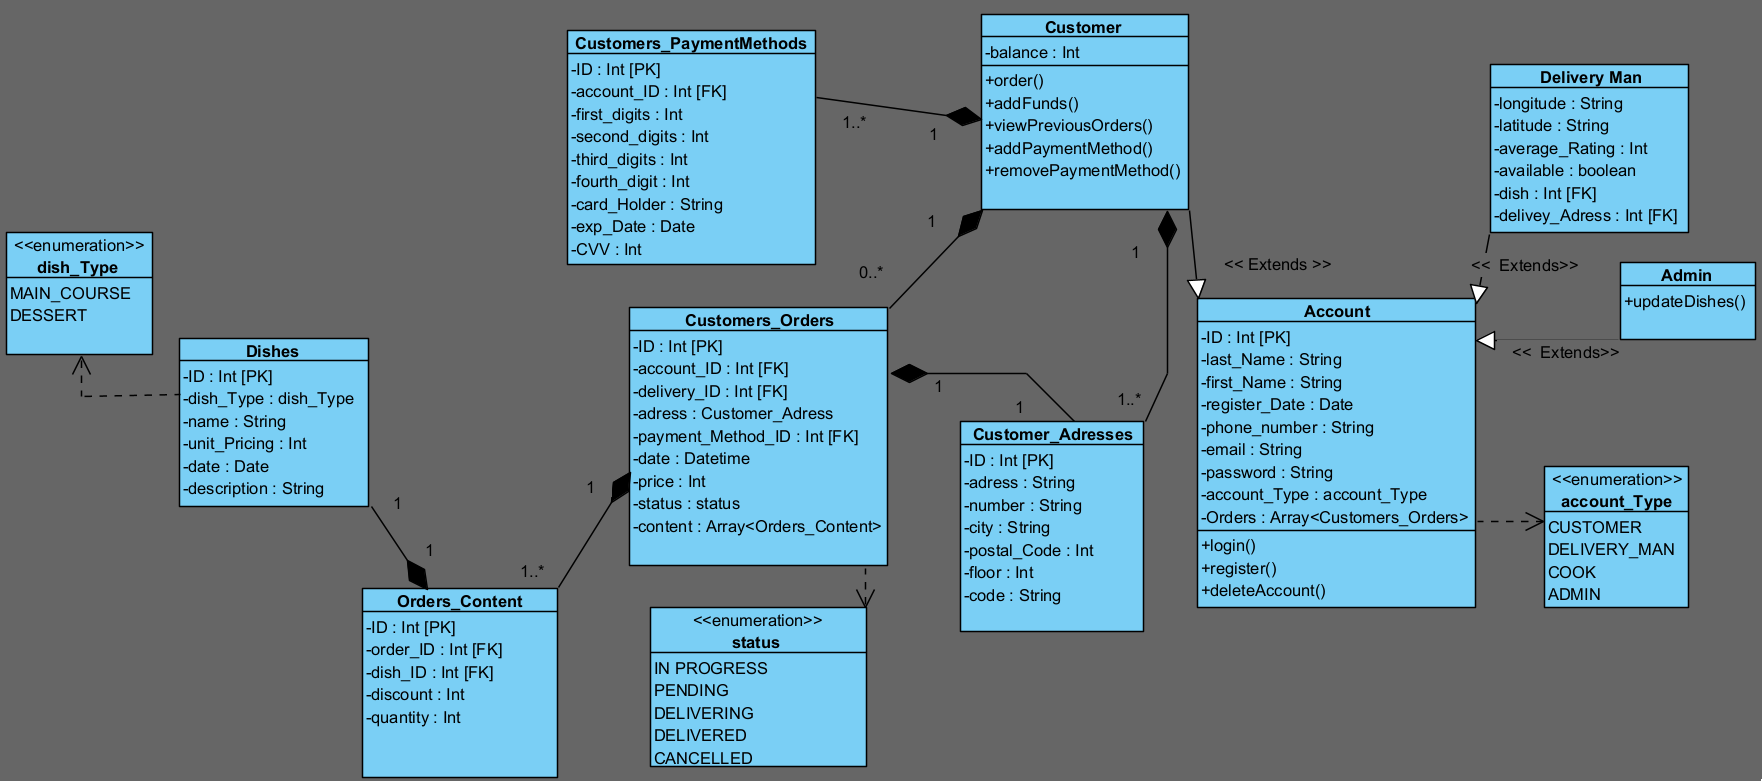 Customers_PaymentMethods
-ID : Int [PK]
-account_ID : Int [FK]
-first_digits : Int
-second_digits : Int
-third_digits : Int
-fourth_digit : Int
-card_Holder : String
-exp_Date : Date
-CVV : Int
1..*
1
Customer
-balance : Int
+order()
+addFunds()
+viewPreviousOrders()
+addPaymentMethod()
+removePaymentMethod()
1
0..*
1
1..*
<< Extends >>
Delivery Man
-longitude : String
-latitude : String
-average_Rating : Int
-available : boolean
-dish : Int [FK]
-delivey_Adress : Int [FK]
<< Extends>>
Admin
+updateDishes()
<< Extends>>
<<enumeration>>
dish_Type
MAIN_COURSE
DESSERT
Dishes
-ID : Int [PK]
-dish_Type : dish_Type
-name : String
-unit_Pricing : Int
-date : Date
-description : String
1
1
Customers_Orders
-ID : Int [PK]
-account_ID : Int [FK]
-delivery_ID : Int [FK]
-adress : Customer_Adress
-payment_Method_ID : Int [FK]
-date : Datetime
-price : Int
-status : status
-content : Array<Orders_Content>
1
1
1
1..*
Customer_Adresses
-ID : Int [PK]
-adress : String
-number : String
-city : String
-postal_Code : Int
-floor : Int
-code : String
Account
-ID : Int [PK]
-last_Name : String
-first_Name : String
-register_Date : Date
-phone_number : String
-email : String
-password : String
-account_Type : account_Type
-Orders : Array<Customers_Orders>
+login()
+register()
+deleteAccount()
<<enumeration>>
account_Type
CUSTOMER
DELIVERY_MAN
COOK
ADMIN
Orders_Content
-ID : Int [PK]
-order_ID : Int [FK]
-dish_ID : Int [FK]
-discount : Int
-quantity : Int
<<enumeration>>
status
IN PROGRESS
PENDING
DELIVERING
DELIVERED
CANCELLED